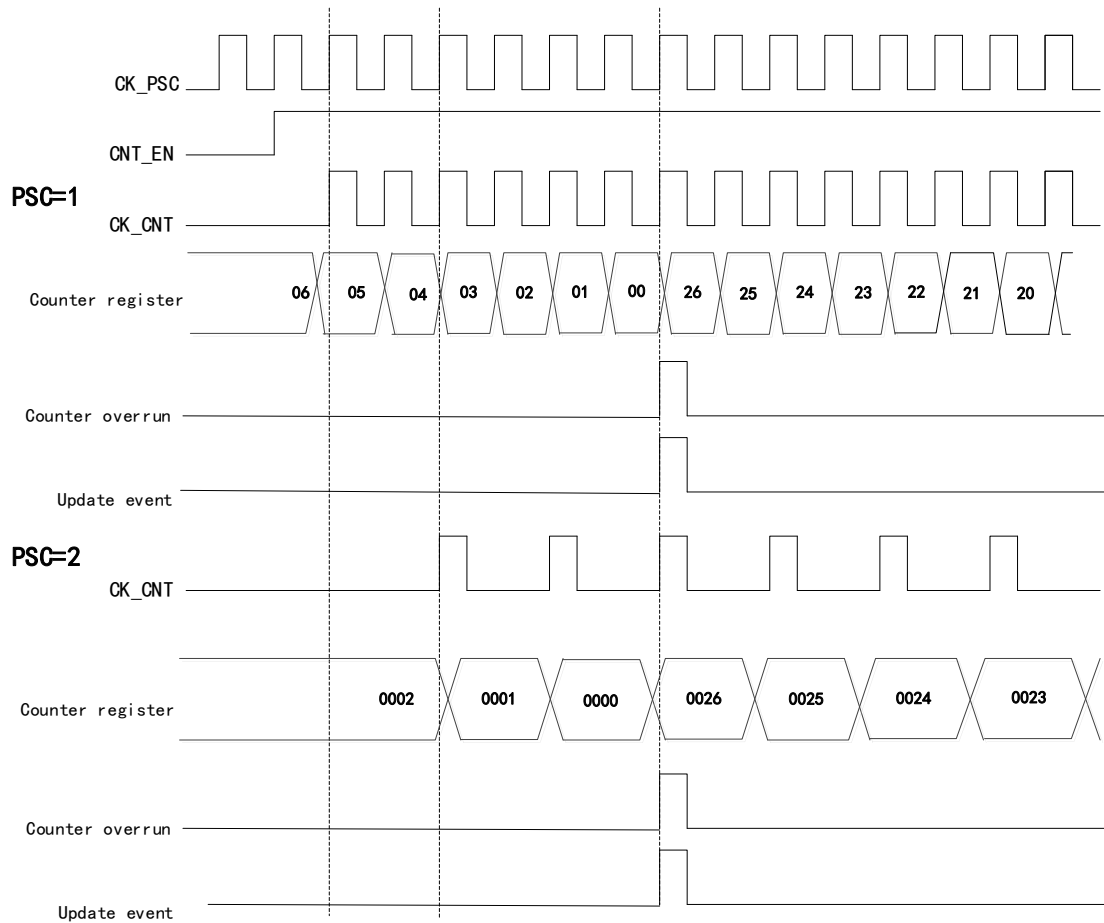 CK_PSC
CNT_EN
PSC=1
CK_CNT
Counter register 06 05 04 03 02 01 00 26 25 24 23 22 21 20
Counter overrun
Update event
PSC=2
CK_CNT
Counter register 0002 0001 0000 0026 0025 0024 0023
Counter overrun
Update event